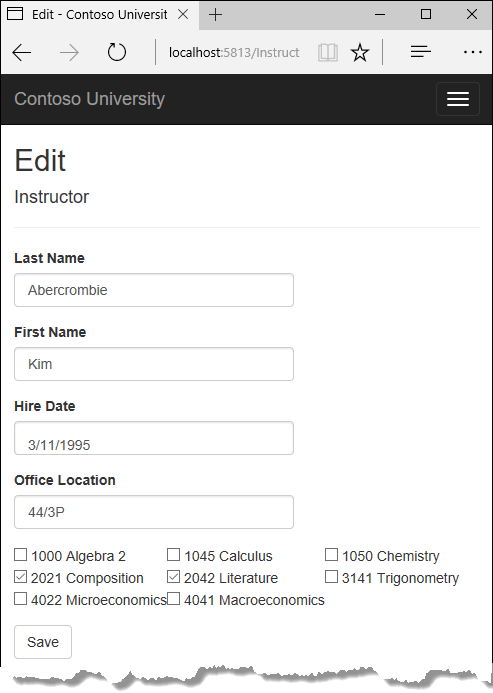 Edit - Contoso Universit
localhost:5813/Instruct
Contoso University
Edit
Instructor
Last Name
Abercrombie
First Name
Kim
Hire Date
3/11/1995
Office Location
44/3P
1000 Algebra 2 1045 Calculus 1050 Chemistry
2021 Composition 2042 Literature 3141 Trigonometry
4022 Microeconomics 4041 Macroeconomics
Save